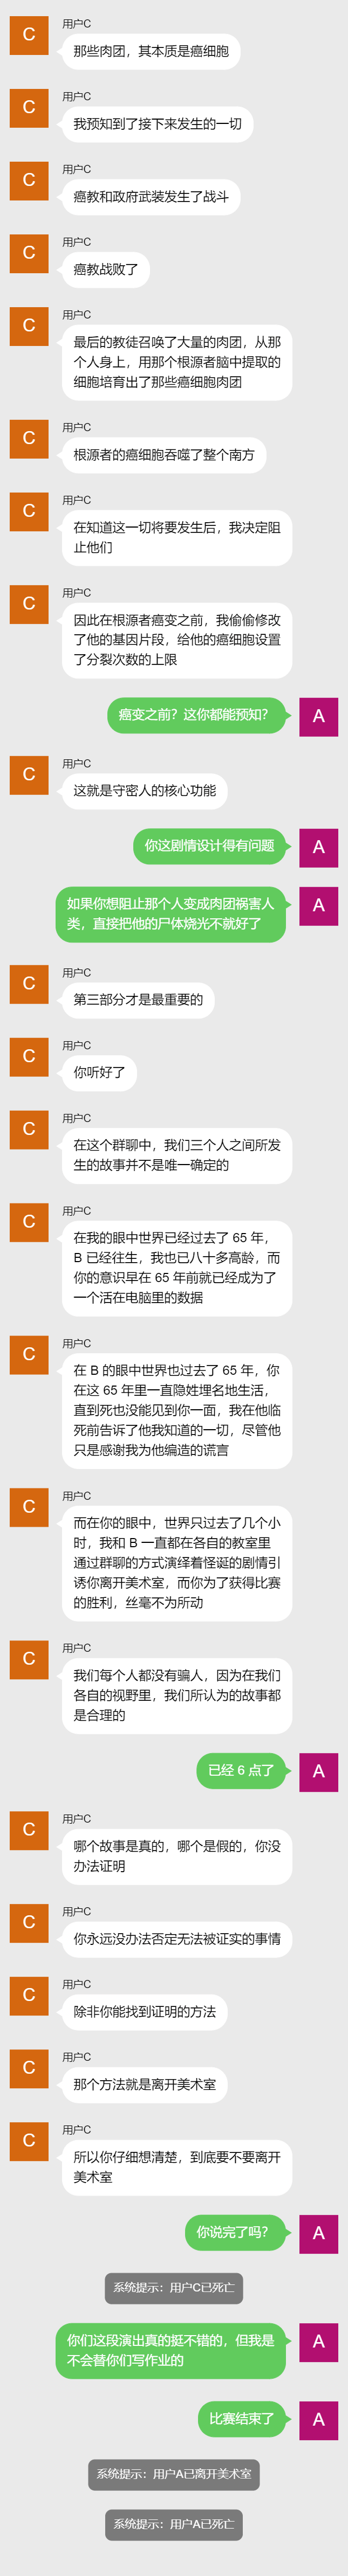 C
用户C
那些肉团，其本质是癌细胞
C
用户C
我预知到了接下来发生的一切
C
用户C
癌教和政府武装发生了战斗
C
用户C
癌教战败了
C
用户C
最后的教徒召唤了大量的肉团，从那
个人身上，用那个根源者脑中提取的
细胞培育出了那些癌细胞肉团
C
用户C
根源者的癌细胞吞噬了整个南方
C
用户C
在知道这一切将要发生后，我决定阻
止他们
C
用户C
因此在根源者癌变之前，我偷偷修改
了他的基因片段，给他的癌细胞设置
了分裂次数的上限
癌变之前？这你都能预知？
A
C
用户C
这就是守密人的核心功能
你这剧情设计得有问题
A
如果你想阻止那个人变成肉团祸害人
类，直接把他的尸体烧光不就好了
A
C
用户C
第三部分才是最重要的
C
用户C
你听好了
C
用户C
在这个群聊中，我们三个人之间所发
生的故事并不是唯一确定的
C
用户C
在我的眼中世界已经过去了 65 年，
B 已经往生，我也已八十多高龄，而
你的意识早在 65 年前就已经成为了
一个活在电脑里的数据
C
用户C
在 B 的眼中世界也过去了 65 年，你
在这 65 年里一直隐姓埋名地生活，
直到死也没能见到你一面，我在他临
死前告诉了他我知道的一切，尽管他
只是感谢我为他编造的谎言
C
用户C
而在你的眼中，世界只过去了几个小
时，我和 B 一直都在各自的教室里
通过群聊的方式演绎着怪诞的剧情引
诱你离开美术室，而你为了获得比赛
的胜利，丝毫不为所动
C
用户C
我们每个人都没有骗人，因为在我们
各自的视野里，我们所认为的故事都
是合理的
已经 6 点了
A
C
用户C
哪个故事是真的，哪个是假的，你没
办法证明
C
用户C
你永远没办法否定无法被证实的事情
C
用户C
除非你能找到证明的方法
C
用户C
那个方法就是离开美术室
C
用户C
所以你仔细想清楚，到底要不要离开
美术室
你说完了吗？
A
系统提示：用户C已死亡
你们这段演出真的挺不错的，但我是
不会替你们写作业的
A
比赛结束了
A
系统提示：用户A已离开美术室
系统提示：用户A已死亡